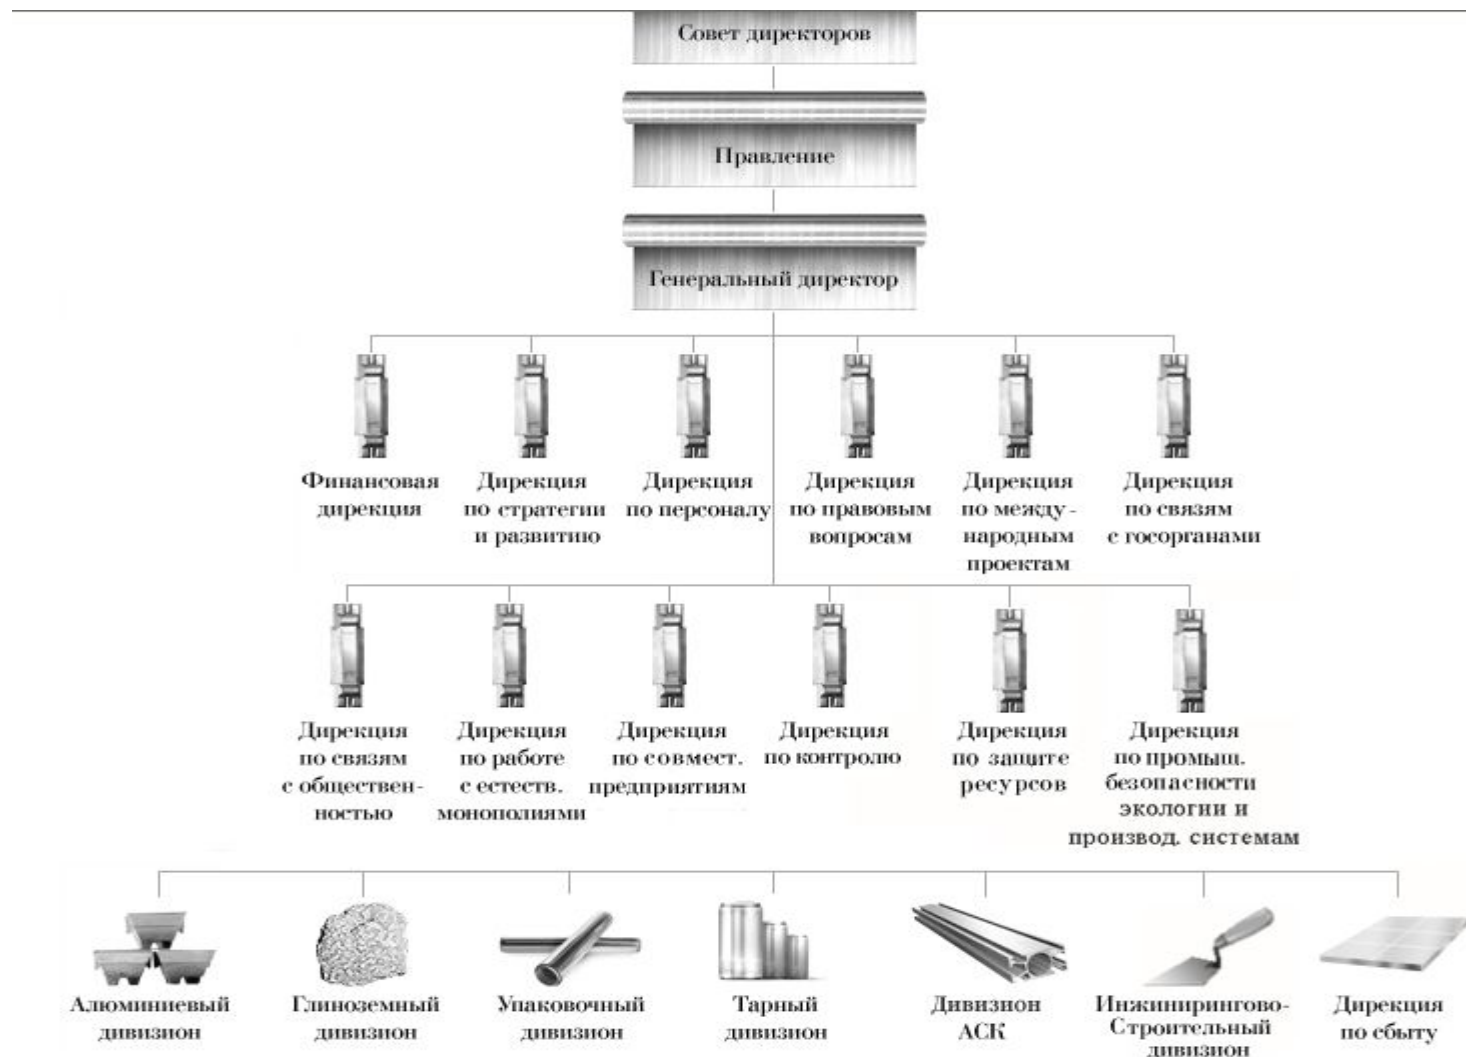 Совет директоров
Правление
Генеральный директор
Финансовая
дирекция
Дирекция
по стратегии
и развитию
Дирекция
по персоналу
Дирекция
по правовым
вопросам
Дирекция
по между-
народным
проектам
Дирекция
по связям
с госорганами
Дирекция
по связям
с обществен-
ностью
Дирекция
по работе
с естеств.
монополиями
Дирекция
по совмест.
предприятиям
Дирекция
по контролю
Дирекция
по защите
ресурсов
Дирекция
по промыщ.
безопасности
экологии и
производ. системам
Алюминиевый
дивизион
Глиноземный
дивизион
Упаковочный
дивизион
Тарный
дивизион
Дивизион
АСК
Инжинирингово-
Строительный
дивизион
Дирекция
по сбыту